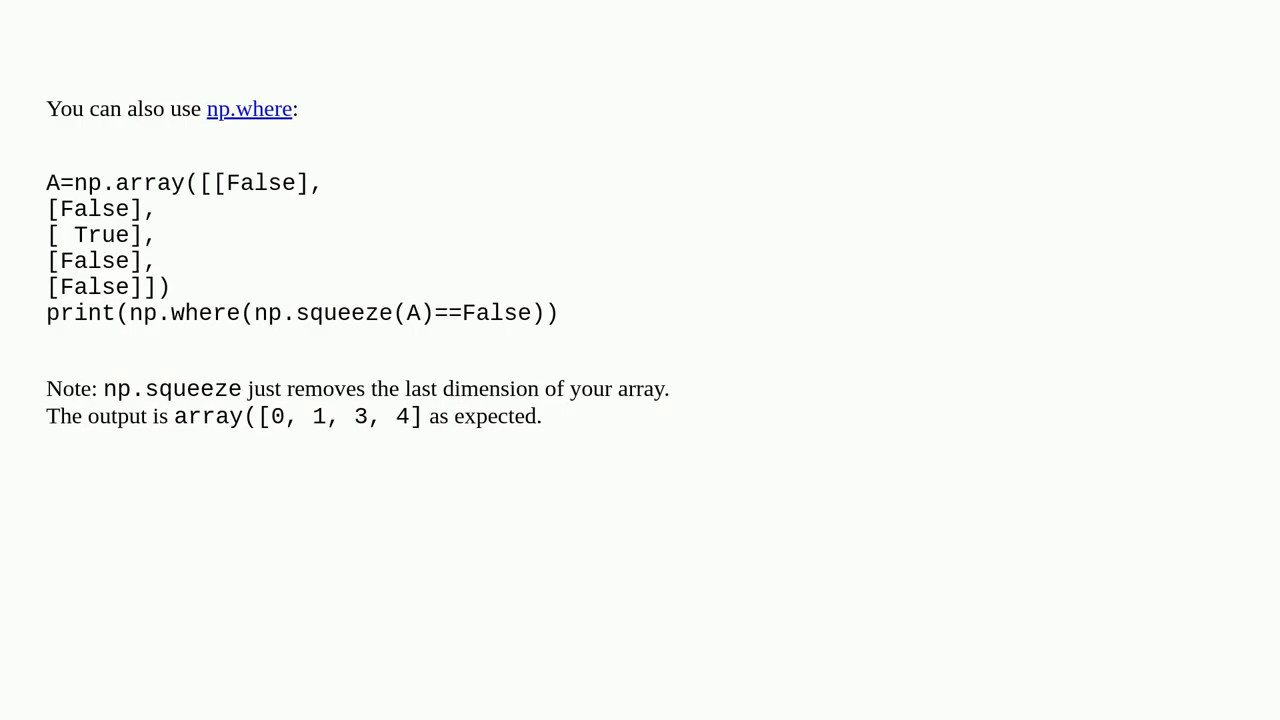 You can also use np.where:
A=np.array([[False],
[False],
[ True],
[False],
[False]])
print(np.where(np.squeeze(A)==False))
Note: np.squeeze just removes the last dimension of your array.
The output is array([0, 1, 3, 4] as expected.